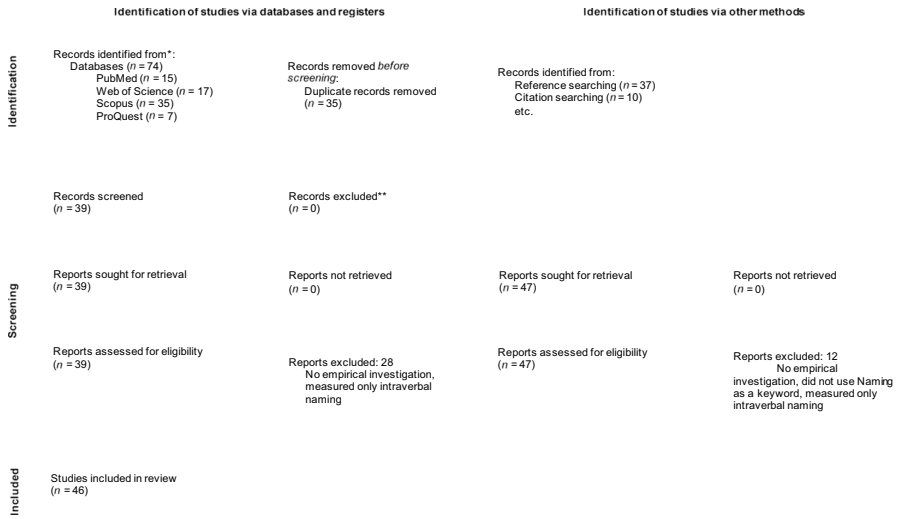 Identification of studies via databases and registers
Identification of studies via other methods
Identification
Records identified from*:
Databases (n = 74)
PubMed (n = 15)
Web of Science (n = 17)
Scopus (n = 35)
ProQuest (n = 7)
Records removed before
screening:
Duplicate records removed
(n = 35)
Records identified from:
Reference searching (n = 37)
Citation searching (n = 10)
etc.
Screening
Records screened
(n = 39)
Records excluded**
(n = 0)
Reports sought for retrieval
(n = 39)
Reports not retrieved
(n = 0)
Reports sought for retrieval
(n = 47)
Reports not retrieved
(n = 0)
Reports assessed for eligibility
(n = 39)
Reports excluded: 28
No empirical investigation,
measured only intraverbal
naming
Reports assessed for eligibility
(n = 47)
Reports excluded: 12
No empirical
investigation, did not use Naming
as a keyword, measured only
intraverbal naming
Included
Studies included in review
(n = 46)